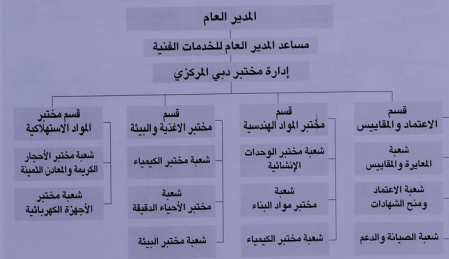 المدير العام
مساعد المدير العام للخدمات الفنية
إدارة مختبر دبي المركزي
قسم
الاعتماد والمقاييس
شعبة
المعايرة والمقاييس
شعبة الاعتماد
ومنح الشهادات
شعبة الصيانة والدعم
قسم
مختبر المواد الهندسية
شعبة مختبر الوحدات
الإنشائية
شعبة
مختبر مواد البناء
شعبة مختبر الكيمياء
قسم
مختبر الاغذية والبيئة
شعبة مختبر الكيمياء
شعبة
مختبر الأحياء الدقيقة
شعبة مختبر البيئة
قسم مختبر
المواد الاستهلاكية
شعبة مختبر الأحجار
الكريمة والمعادن الثمينة
شعبة مختبر
الأجهزة الكهربائية